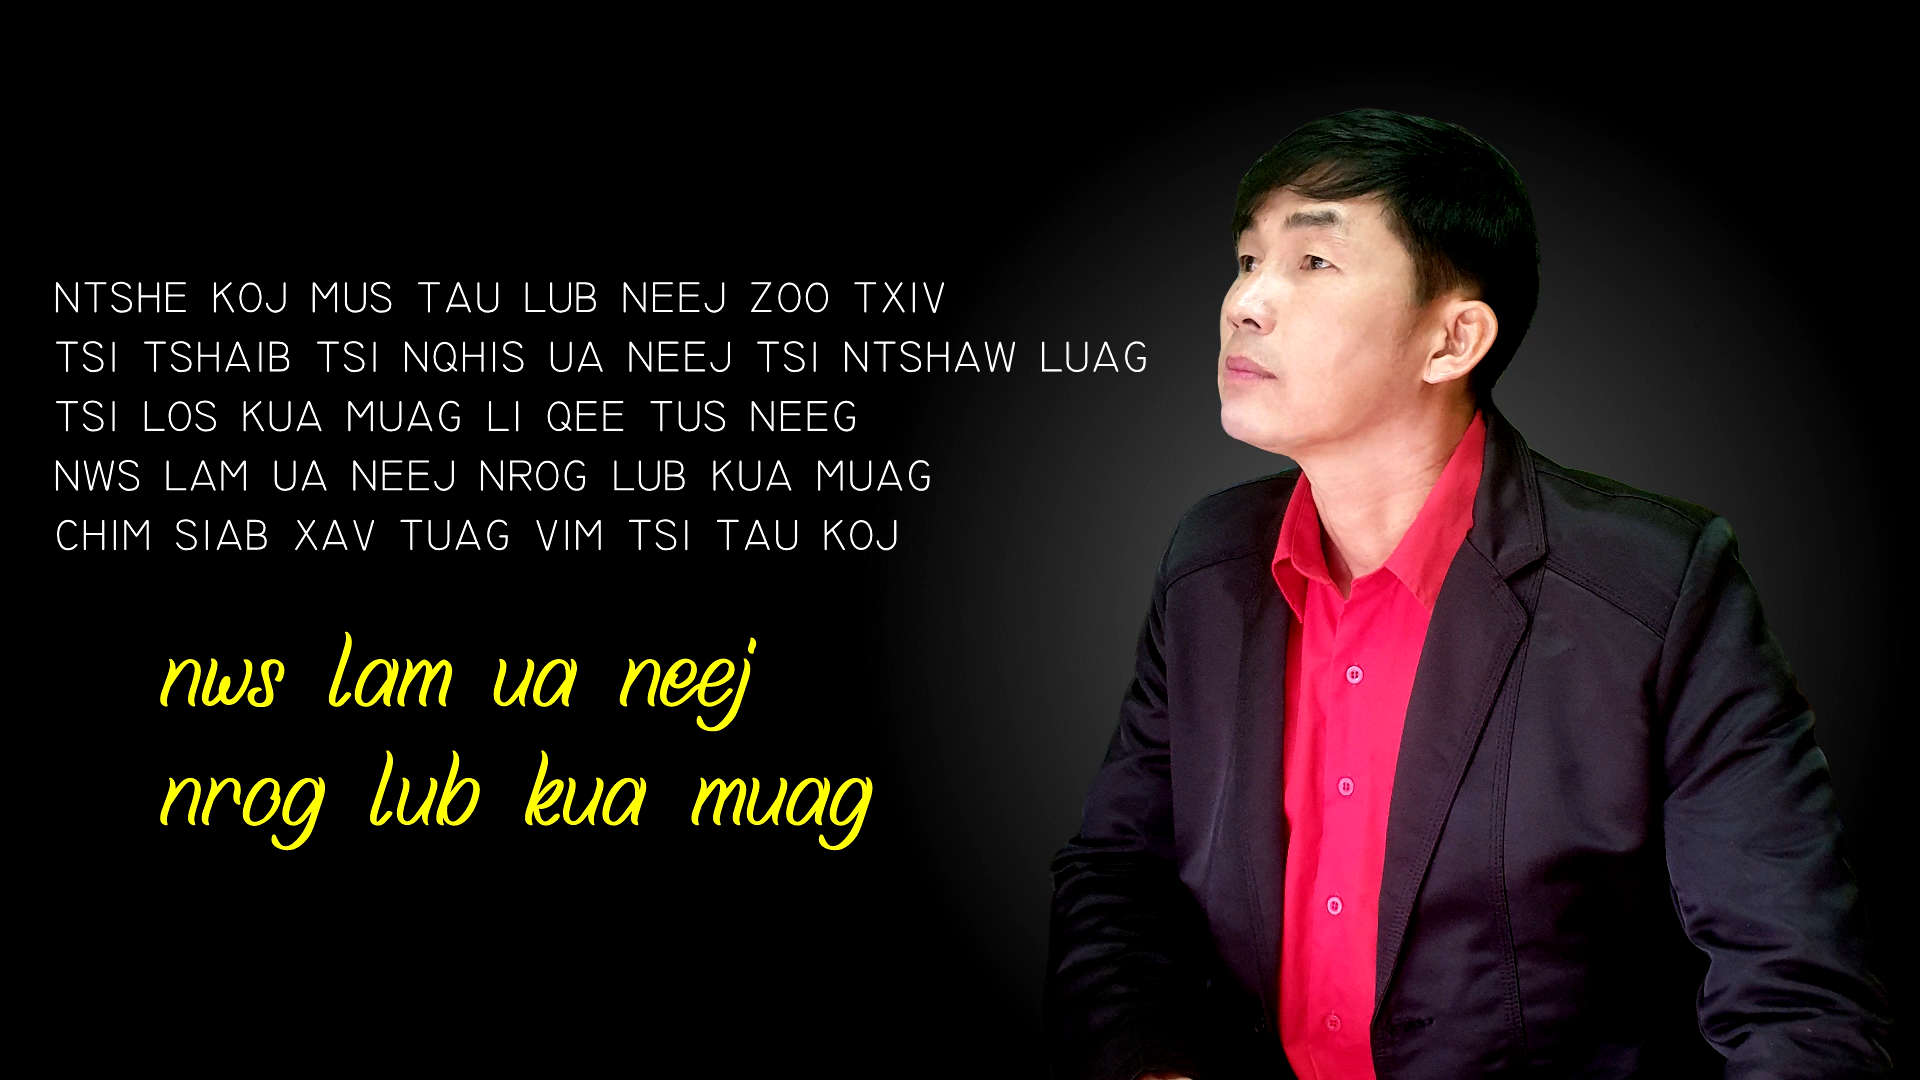 NTSHE KOJ MUS TAU LUB NEEJ ZOO TXIV
TSI TSHAIB TSI NQHIS UA NEEJ TSI NTSHAW LUAG
TSI LOS KUA MUAG LI QEE TUS NEEG
NWS LAM UA NEEJ NROG LUB KUA MUAG
CHIM SIAB XAV TUAG VIM TSI TAU KOJ
nws lam ua neej
nrog lub kua muag